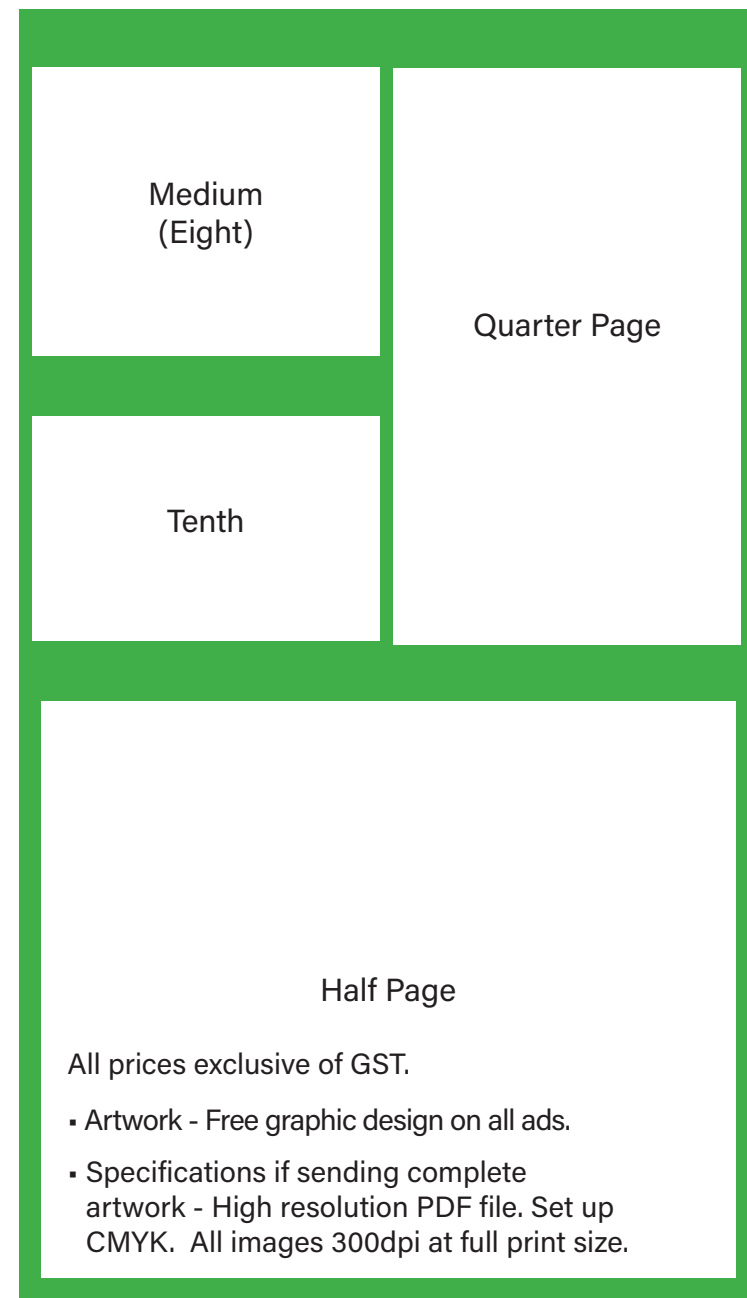 Medium
(Eight)
Quarter Page
Tenth
Half Page
All prices exclusive of GST.
▪ Artwork - Free graphic design on all ads.
▪ Specifications if sending complete
artwork - High resolution PDF file. Set up
CMYK.  All images 300dpi at full print size.